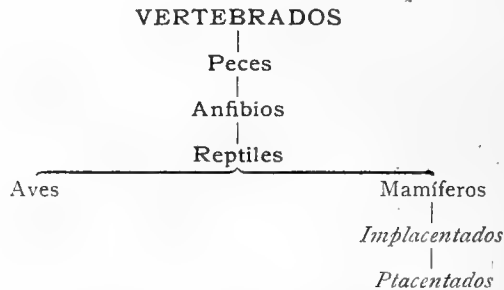 VERTEBRADOS
Peces
Anfibios
Reptiles
Aves Mamíferos
Implacentados
Ptacentados